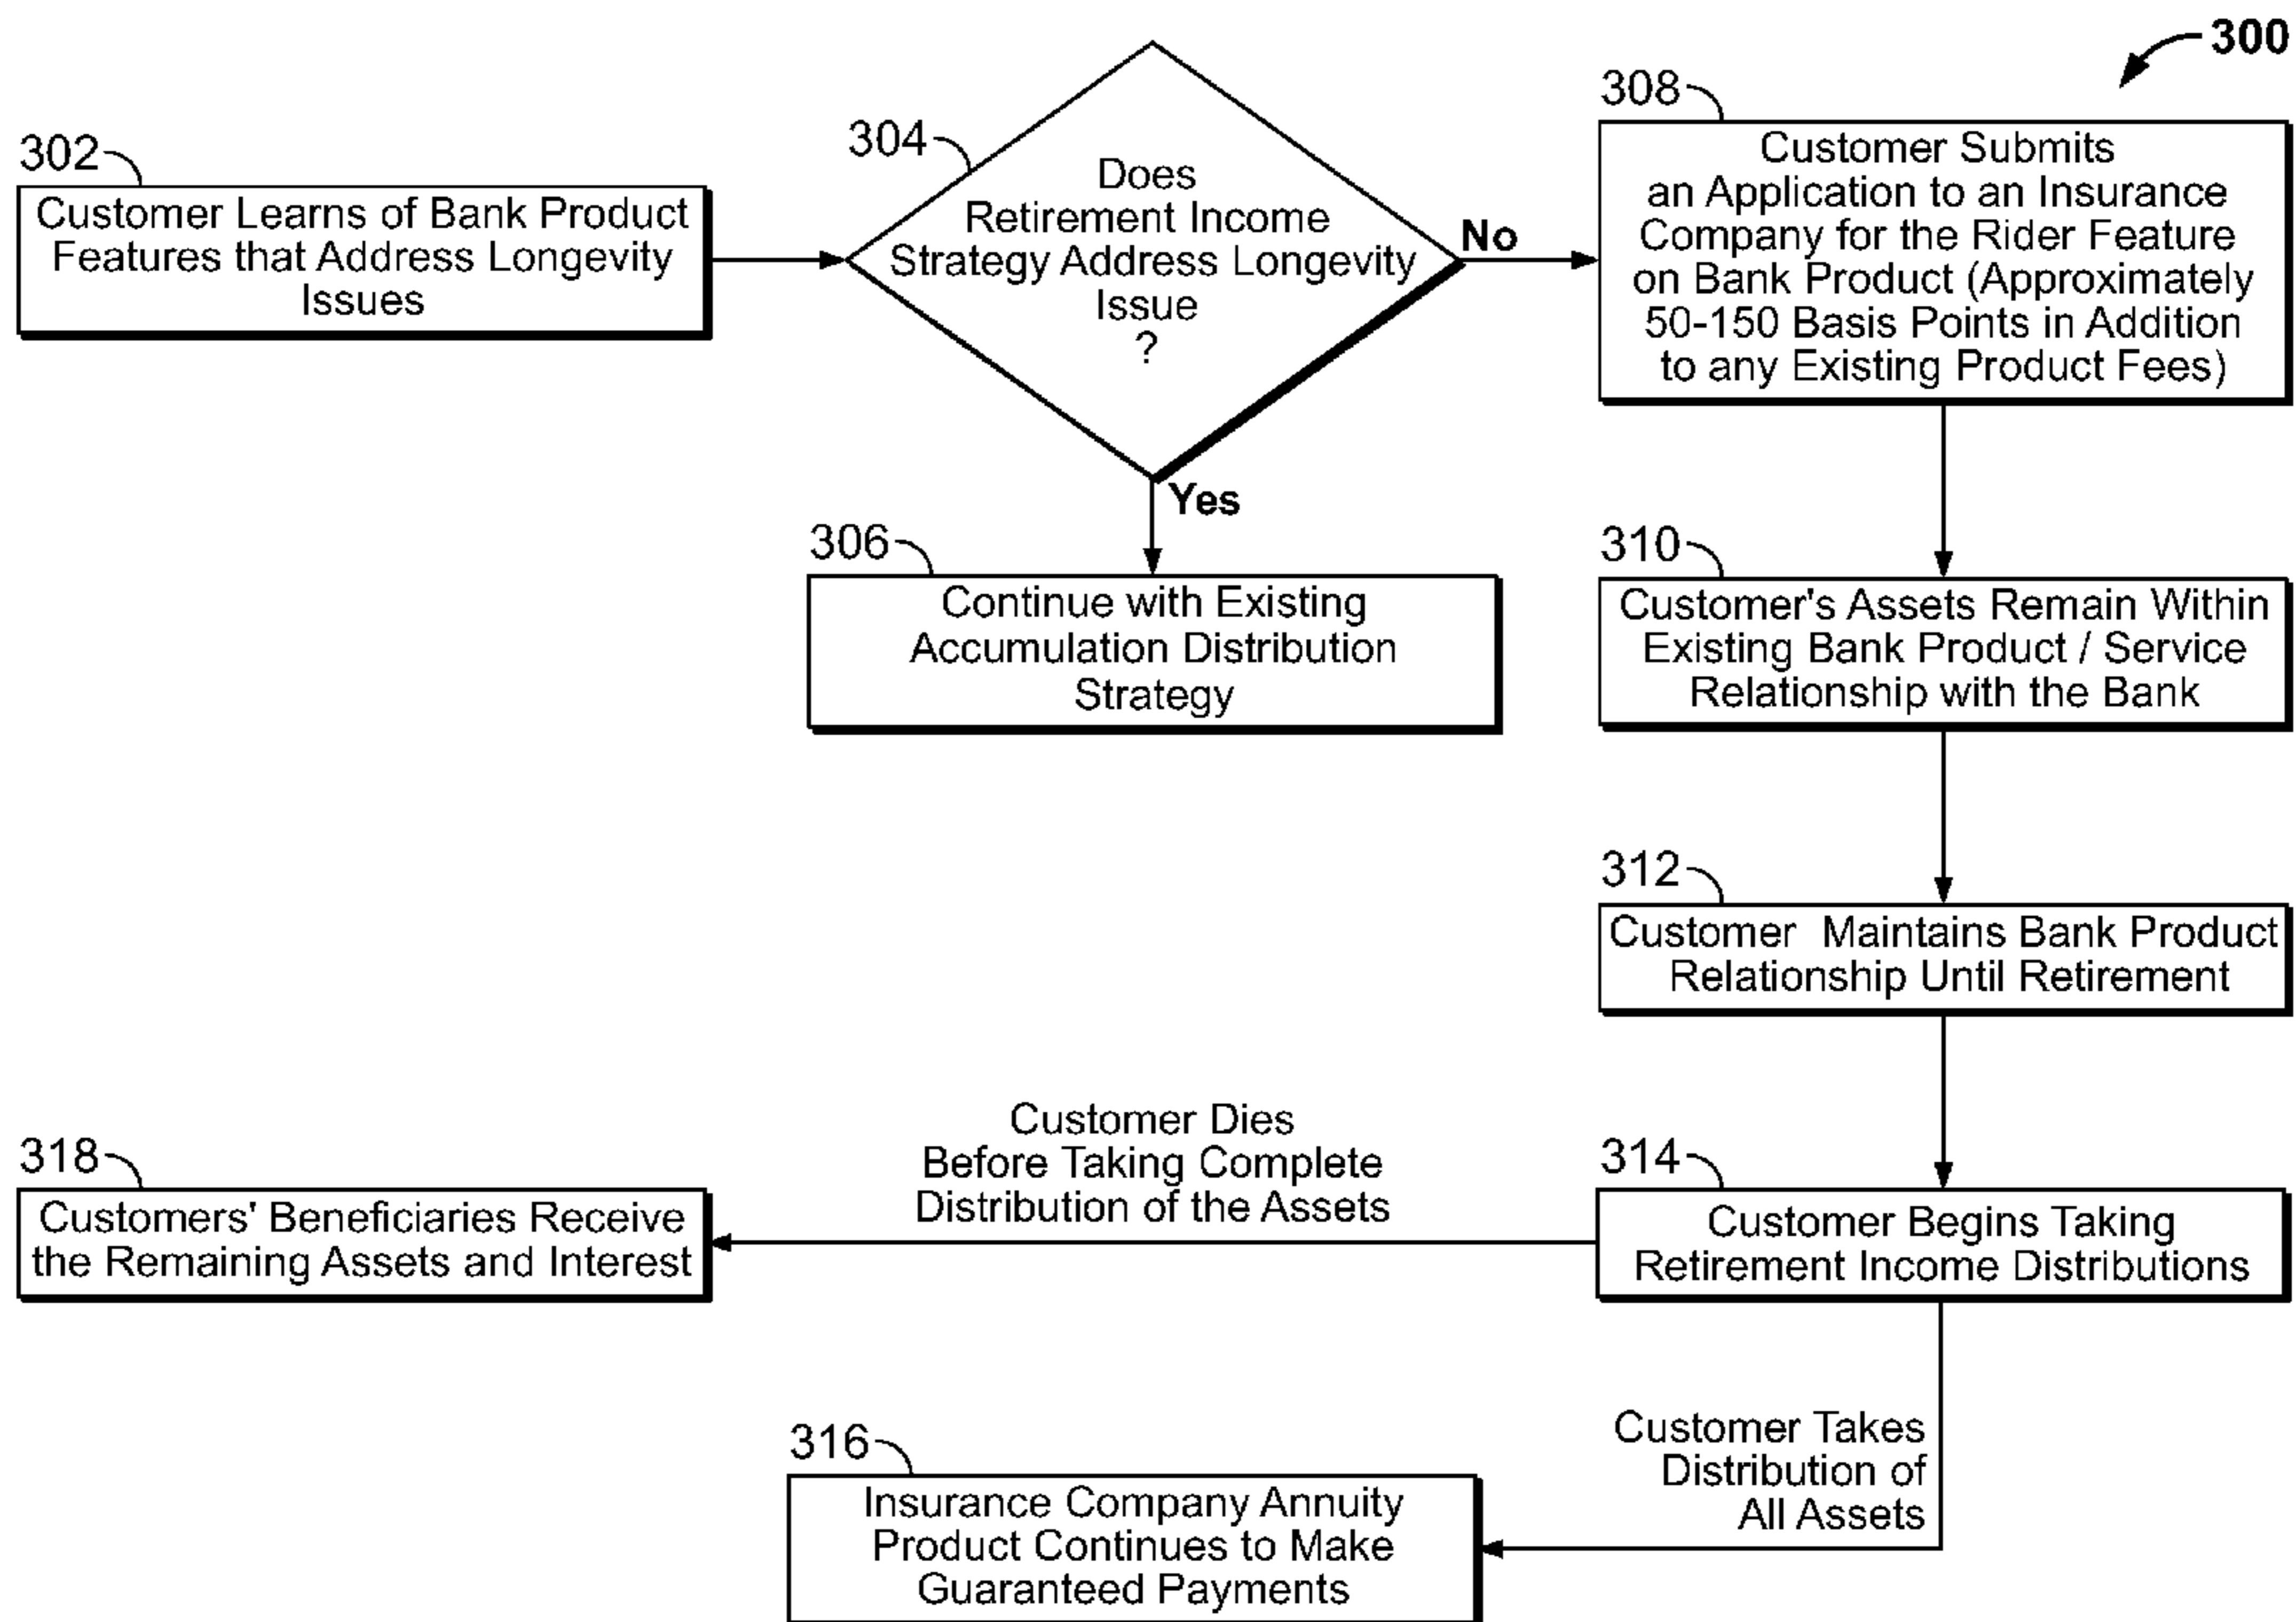 300
302
Customer Learns of Bank Product
Features that Address Longevity
Issues
304
Does
Retirement Income
Strategy Address Longevity
Issue
?
No
Yes
306
Continue with Existing
Accumulation Distribution
Strategy
308
Customer Submits
an Application to an Insurance
Company for the Rider Feature
on Bank Product (Approximately
50-150 Basis Points in Addition
to any Existing Product Fees)
310
Customer's Assets Remain Within
Existing Bank Product / Service
Relationship with the Bank
312
Customer Maintains Bank Product
Relationship Until Retirement
314
Customer Begins Taking
Retirement Income Distributions
Customer Dies
Before Taking Complete
Distribution of the Assets
318
Customers' Beneficiaries Receive
the Remaining Assets and Interest
Customer Takes
Distribution of
All Assets
316
Insurance Company Annuity
Product Continues to Make
Guaranteed Payments